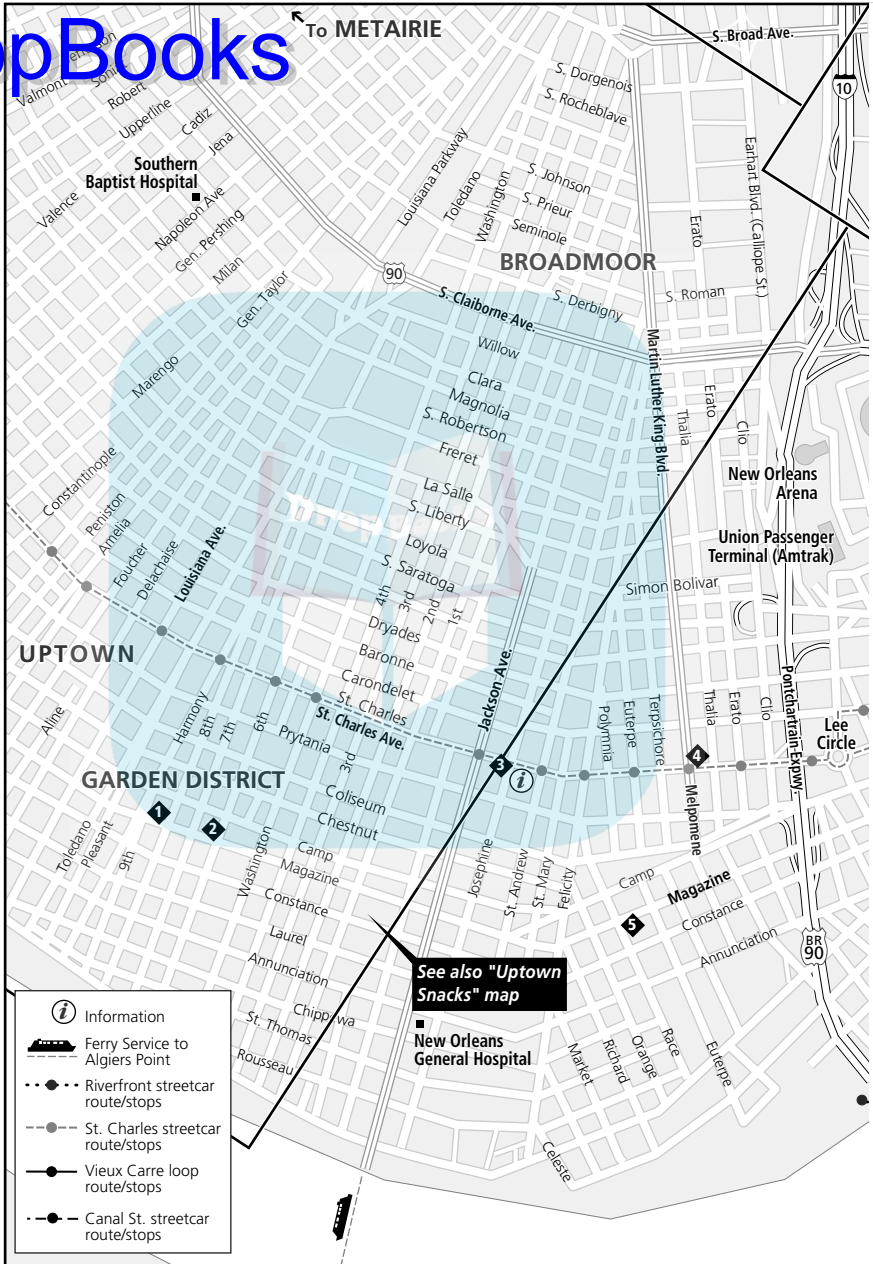 opBooks
To METAIRIE
S. Broad Ave.
10
Valmont
Soniat
Robert
Upperline
Cadiz
Jena
Southern
Baptist Hospital
Valence
Napoleon Ave
Gen. Pershing
Milan
Gen. Taylor
Marengo
S. Dorgenois
S. Rocheblave
Louisiana Parkway
Toledano
Washington
S. Johnson
S. Prieur
Seminole
BROADMOOR
Erato
Earhart Blvd. (Calliope St.)
S. Roman
90
S. Claiborne Ave.
S. Derbigny
Martin Luther King Blvd.
Willow
Clara
Magnolia
S. Robertson
Freret
La Salle
S. Liberty
Loyola
S. Saratoga
Thalia
Erato
Clio
New Orleans
Arena
Union Passenger
Terminal (Amtrak)
Simon Bolivar
Constantinople
Peniston
Amelia
Foucher
Delachaise
Louisiana Ave.
4th
3rd
2nd
1st
Dryades
Baronne
Carondelet
St. Charles
St. Charles Ave.
Jackson Ave.
UPTOWN
Aline
Harmony
8th
7th
6th
Prytania
3rd
Coliseum
Chestnut
Polymnia
Euterpe
Terpsichore
Thalia
Erato
Clio
Pontchartrain Expwy.
Lee
Circle
GARDEN DISTRICT
1
2
3
i
4
5
Melpomene
Toledano
Pleasant
9th
Washington
Camp
Magazine
Constance
Laurel
Annunciation
Chippewa
St. Thomas
Rousseau
Josephine
St. Andrew
St. Mary
Felicity
Camp
Magazine
Constance
Annunciation
BR
90
See also "Uptown
Snacks" map
New Orleans
General Hospital
Market
Richard
Orange
Race
Euterpe
Celeste
i Information
Ferry Service to
Algiers Point
Riverfront streetcar
route/stops
St. Charles streetcar
route/stops
Vieux Carre loop
route/stops
Canal St. streetcar
route/stops